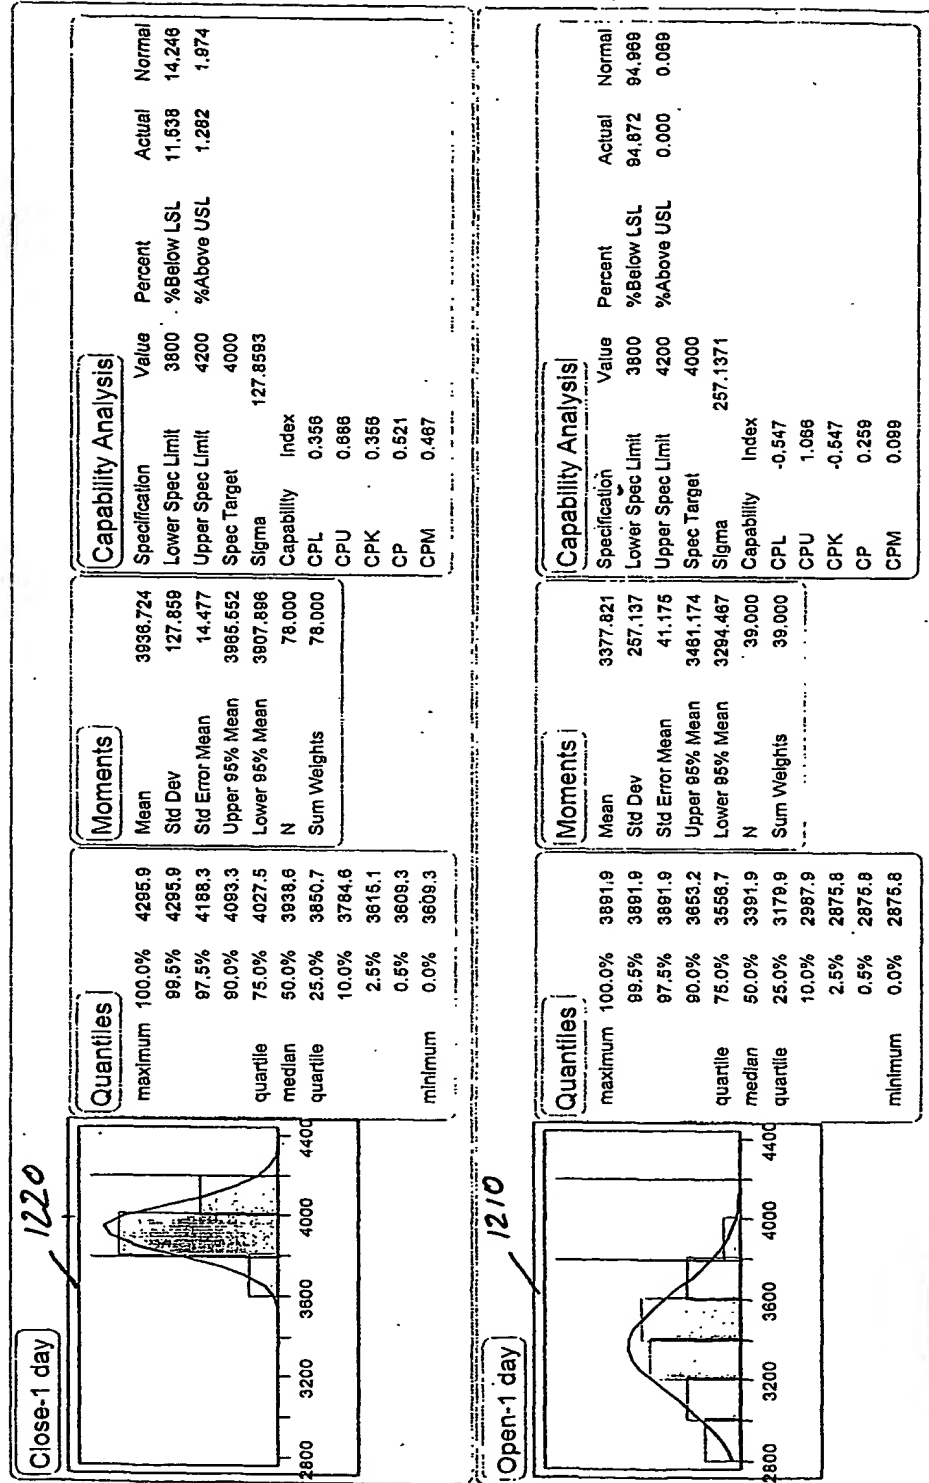 Close-1 day
1220
2800 3200 3600 4000 4400
Quantiles
maximum 100.0% 4295.9
99.5% 4295.9
97.5% 4188.3
90.0% 4093.3
quartile 75.0% 4027.5
median 50.0% 3938.6
quartile 25.0% 3850.7
10.0% 3784.6
2.5% 3615.1
0.5% 3609.3
minimum 0.0% 3609.3
Moments
Mean 3936.724
Std Dev 127.859
Std Error Mean 14.477
Upper 95% Mean 3965.552
Lower 95% Mean 3907.896
N 78.000
Sum Weights 78.000
Capability Analysis
Specification Value Percent Actual Normal
Lower Spec Limit 3800 %Below LSL 11.538 14.246
Upper Spec Limit 4200 %Above USL 1.282 1.974
Spec Target 4000
Sigma 127.8593
Capability Index
CPL 0.356
CPU 0.686
CPK 0.356
CP 0.521
CPM 0.467
Open-1 day
1210
2800 3200 3600 4000 4400
Quantiles
maximum 100.0% 3891.9
99.5% 3891.9
97.5% 3891.9
90.0% 3653.2
quartile 75.0% 3556.7
median 50.0% 3391.9
quartile 25.0% 3179.9
10.0% 2987.9
2.5% 2875.8
0.5% 2875.8
minimum 0.0% 2875.8
Moments
Mean 3377.821
Std Dev 257.137
Std Error Mean 41.175
Upper 95% Mean 3461.174
Lower 95% Mean 3294.467
N 39.000
Sum Weights 39.000
Capability Analysis
Specification Value Percent Actual Normal
Lower Spec Limit 3800 %Below LSL 94.872 94.969
Upper Spec Limit 4200 %Above USL 0.000 0.069
Spec Target 4000
Sigma 257.1371
Capability Index
CPL -0.547
CPU 1.066
CPK -0.547
CP 0.259
CPM 0.099